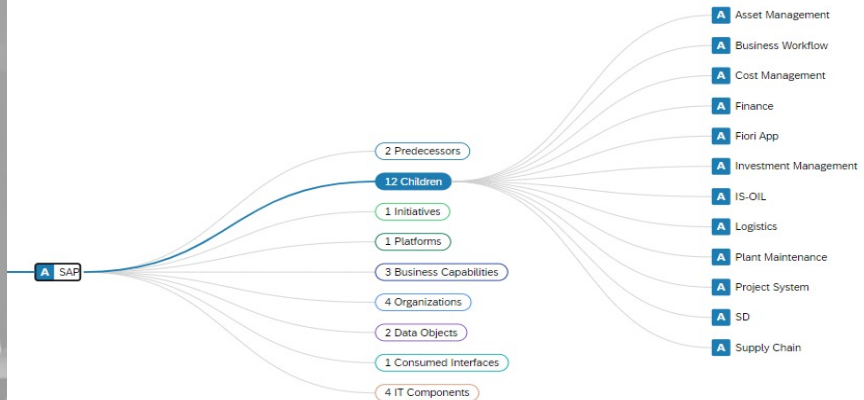 A SAP
2 Predecessors
12 Children
1 Initiatives
1 Platforms
3 Business Capabilities
4 Organizations
2 Data Objects
1 Consumed Interfaces
4 IT Components
A Asset Management
A Business Workflow
A Cost Management
A Finance
A Fiori App
A Investment Management
A IS-OIL
A Logistics
A Plant Maintenance
A Project System
A SD
A Supply Chain